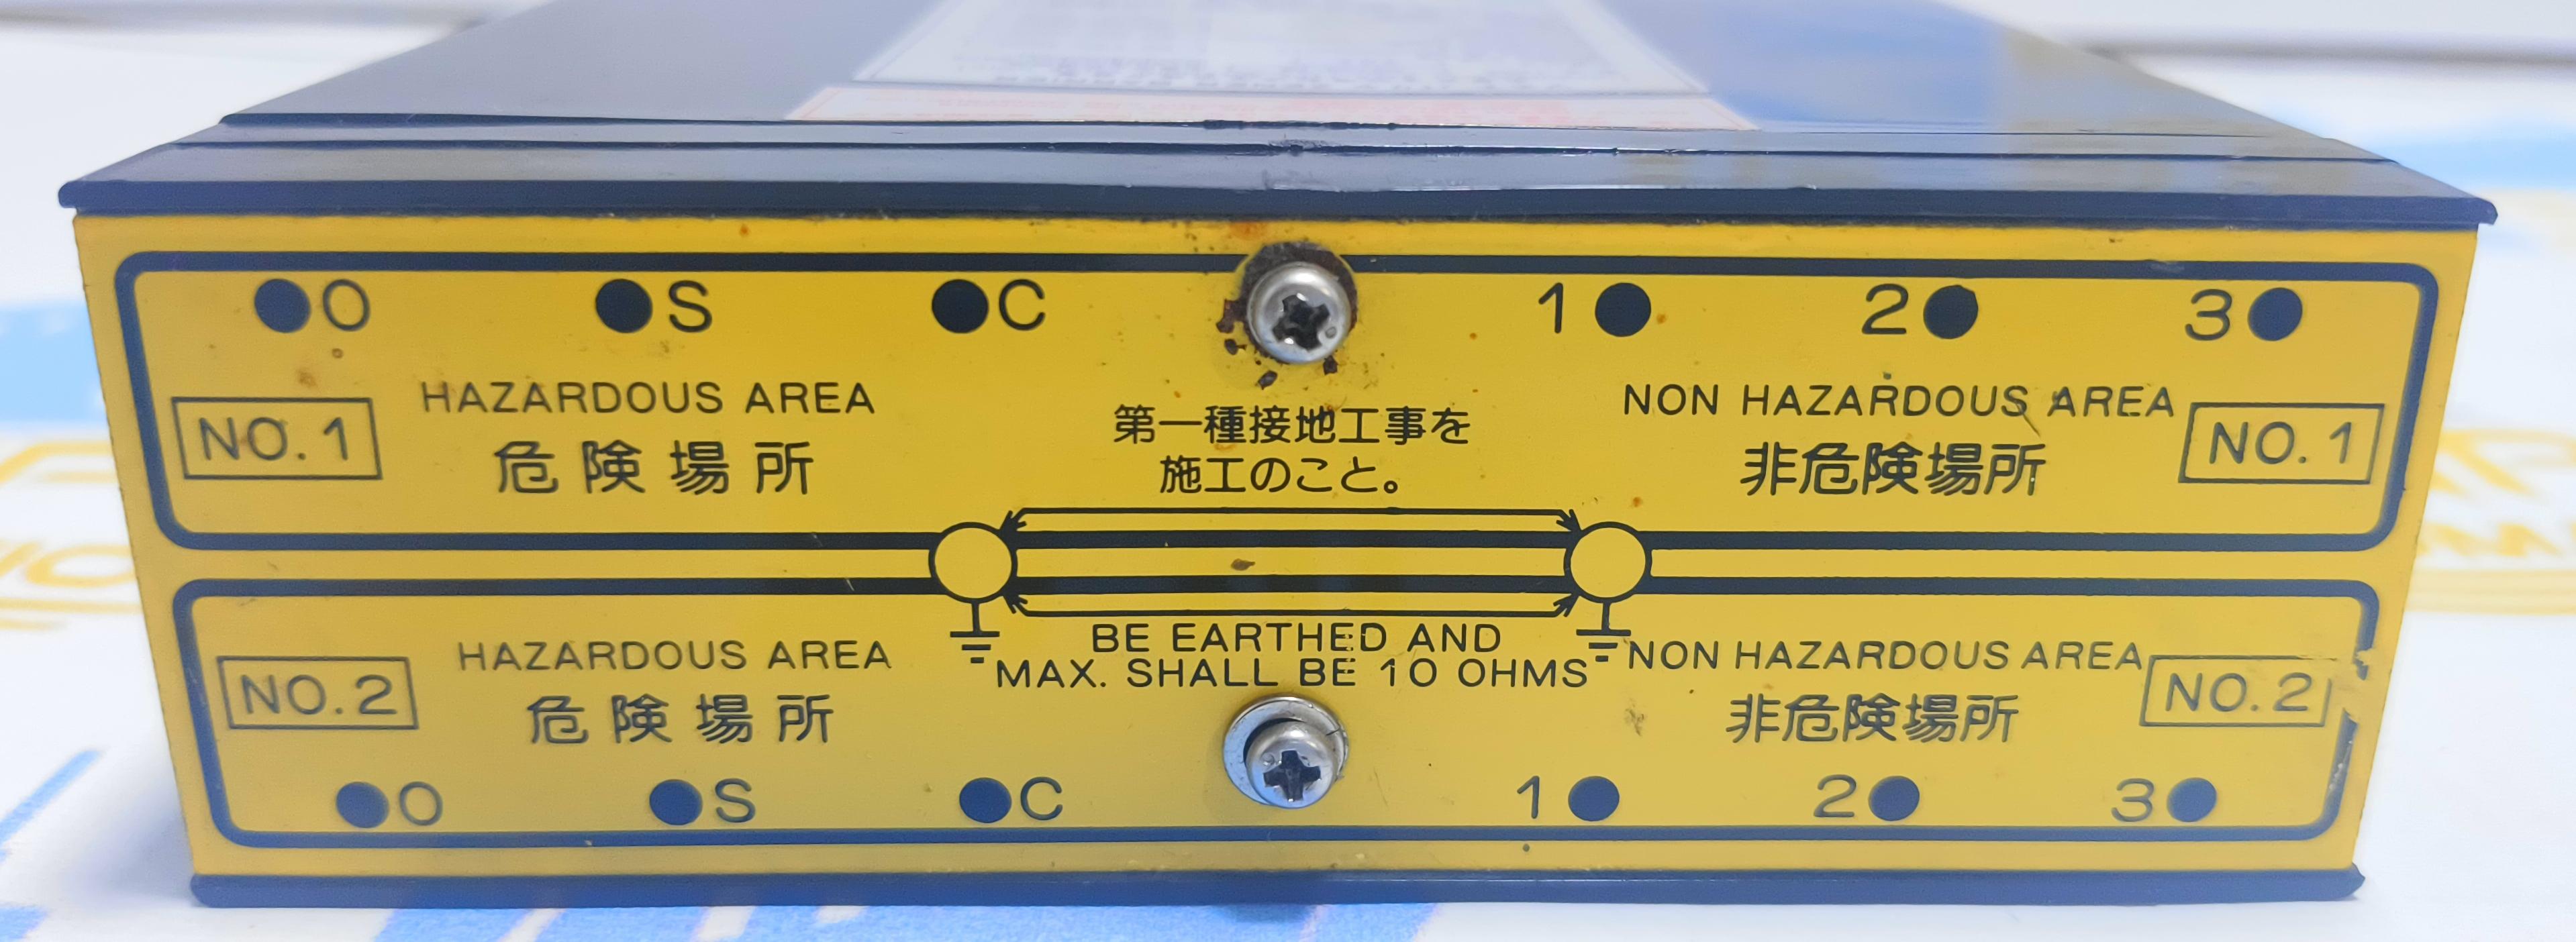 O S C 1 2 3
HAZARDOUS AREA
NO.1 危険場所
第一種接地工事を
施工のこと。
NON HAZARDOUS AREA
非危険場所 NO.1
HAZARDOUS AREA
NO.2 危険場所
BE EARTHED AND
MAX. SHALL BE 10 OHMS
NON HAZARDOUS AREA
非危険場所 NO.2
O S C 1 2 3